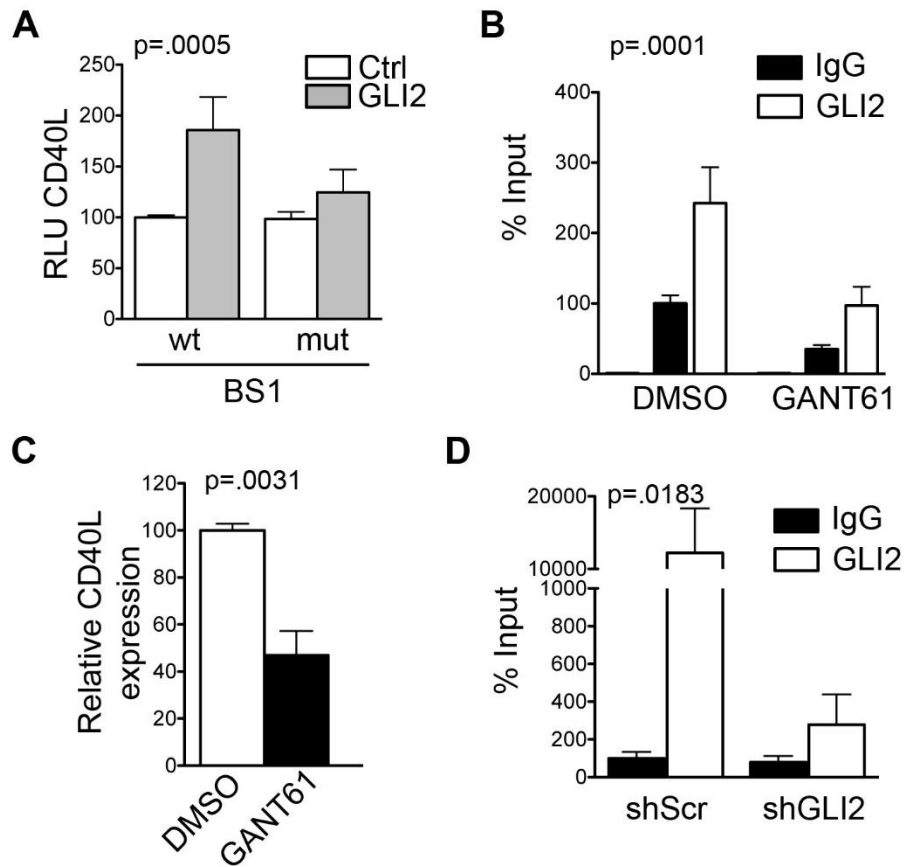 A
p=.0005
Ctrl
GLI2
RLU CD40L
250
200
150
100
50
0
wt
mut
BS1
B
p=.0001
IgG
GLI2
% Input
400
300
200
100
0
DMSO
GANT61
C
p=.0031
Relative CD40L
expression
120
100
80
60
40
20
0
DMSO
GANT61
D
p=.0183
IgG
GLI2
% Input
20000
10000
1000
800
600
400
200
0
shScr
shGLI2